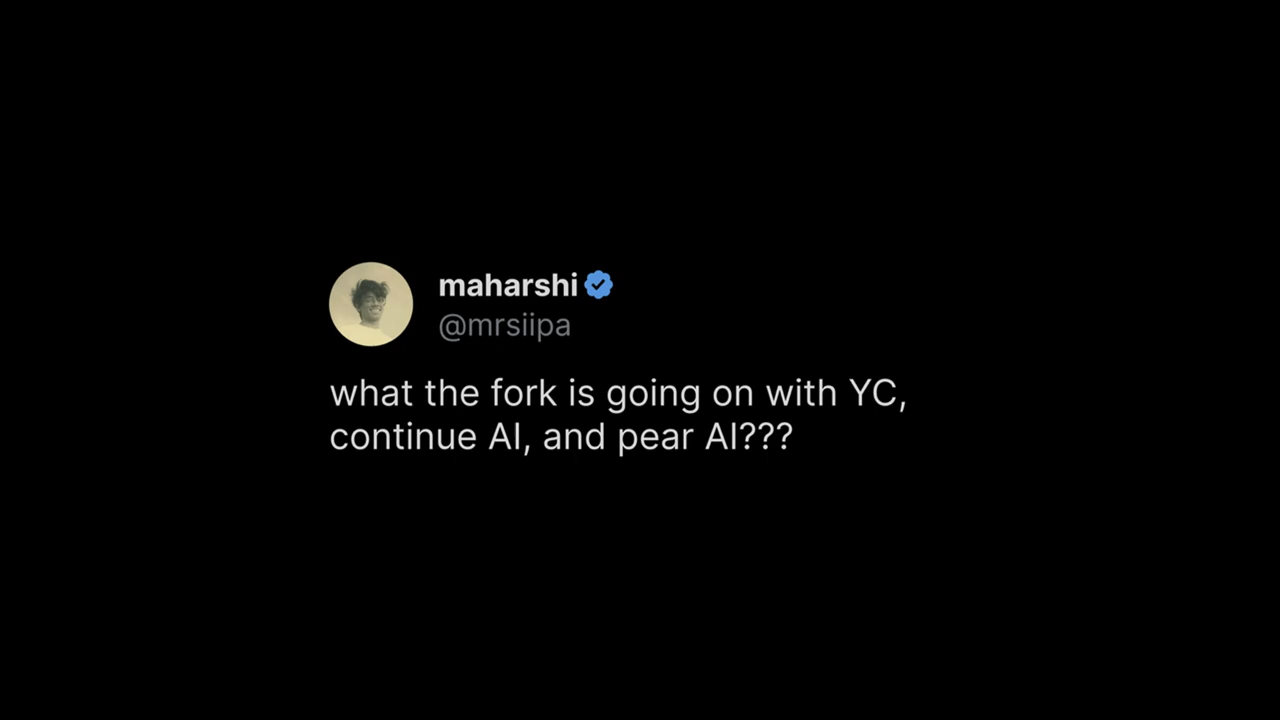 maharshi
@mrsiipa
what the fork is going on with YC,
continue AI, and pear AI???